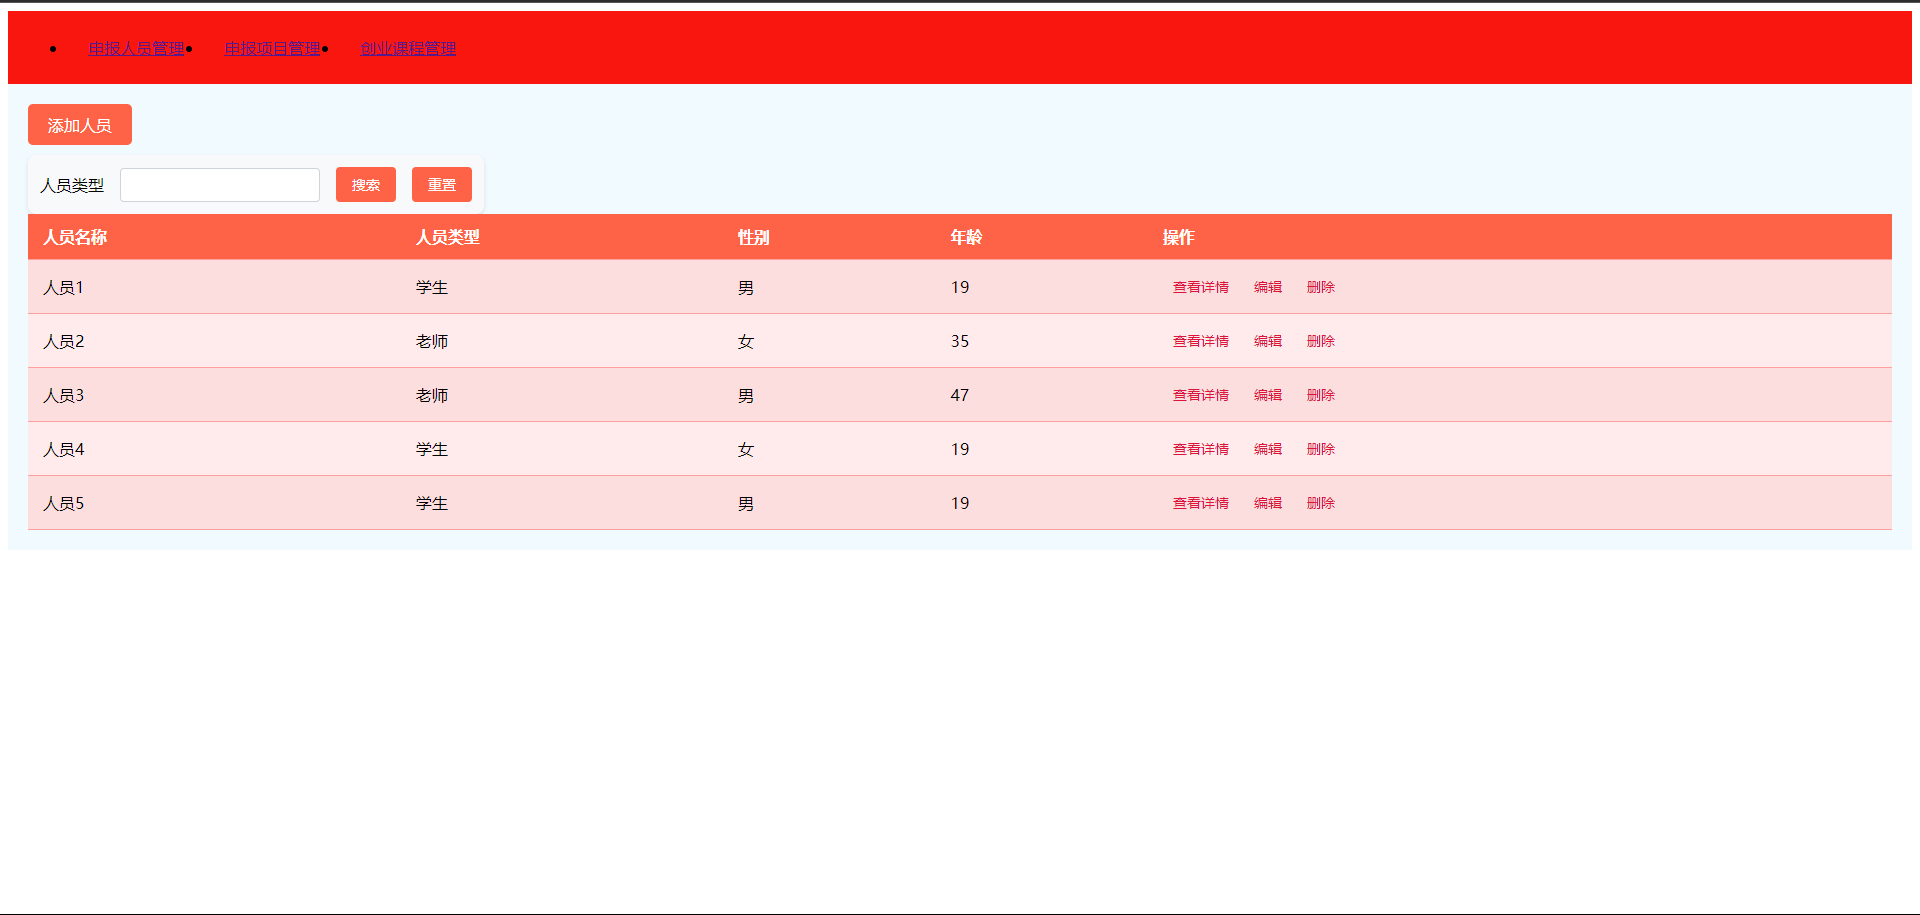 申报人员管理 申报项目管理 创业课程管理
添加人员
人员类型 搜索 重置
人员名称 人员类型 性别 年龄 操作
人员1 学生 男 19 查看详情 编辑 删除
人员2 老师 女 35 查看详情 编辑 删除
人员3 老师 男 47 查看详情 编辑 删除
人员4 学生 女 19 查看详情 编辑 删除
人员5 学生 男 19 查看详情 编辑 删除